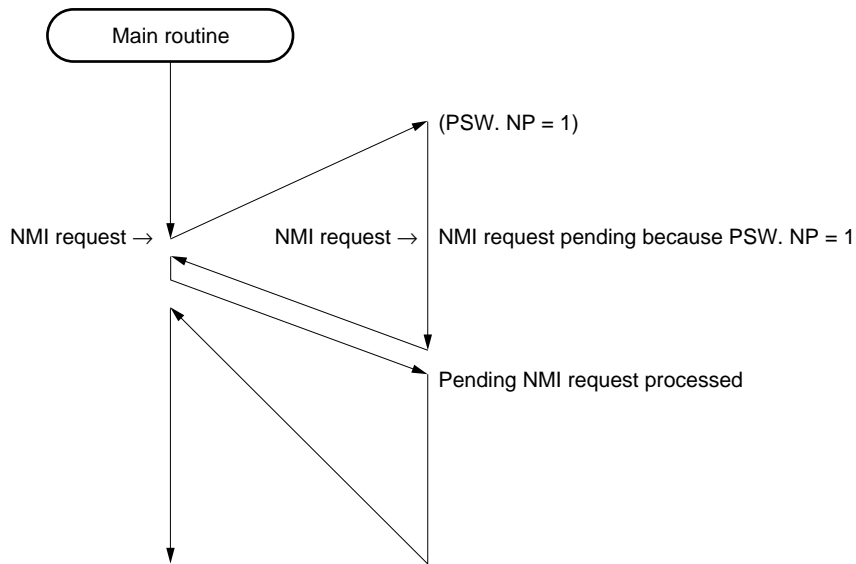 Main routine
(PSW. NP = 1)
NMI request →
NMI request →
NMI request pending because PSW. NP = 1
Pending NMI request processed